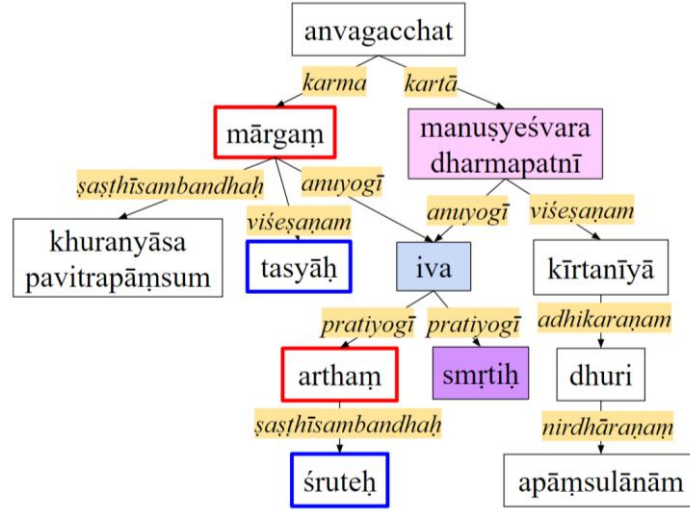 anvagacchat
karma
kartā
mārgaṃ
manuṣyeśvara
dharmapatnī
ṣaṣṭhīsambandhaḥ
anuyogī
anuyogī
viśeṣaṇam
viśeṣaṇam
khuranyāsa
pavitrapāṃsum
tasyāḥ
iva
kīrtanīyā
pratiyogī
pratiyogī
adhikaraṇam
arthaṃ
smṛtiḥ
dhuri
ṣaṣṭhīsambandhaḥ
nirdhāraṇaṃ
śruteḥ
apāṃsulānām